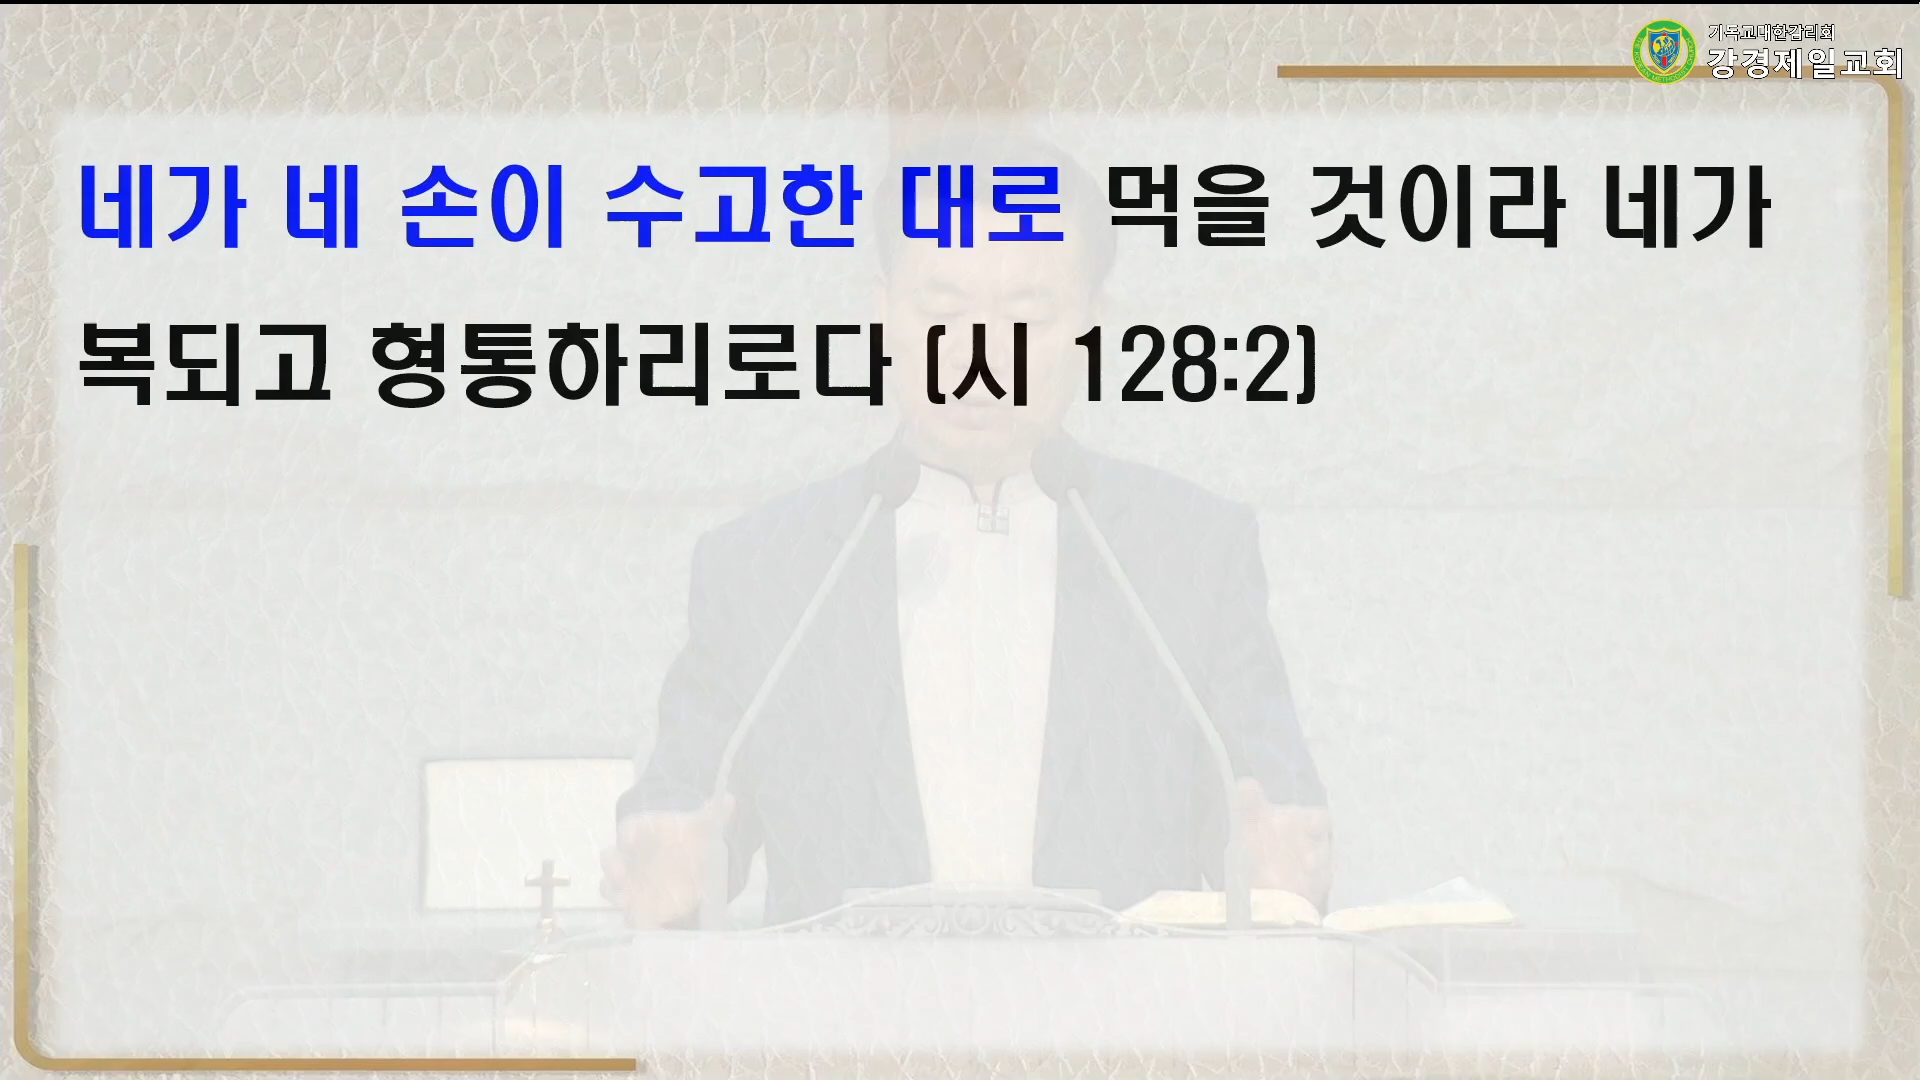 기독교대한감리회
강경제일교회
네가 네 손이 수고한 대로 먹을 것이라 네가
복되고 형통하리로다 (시 128:2)